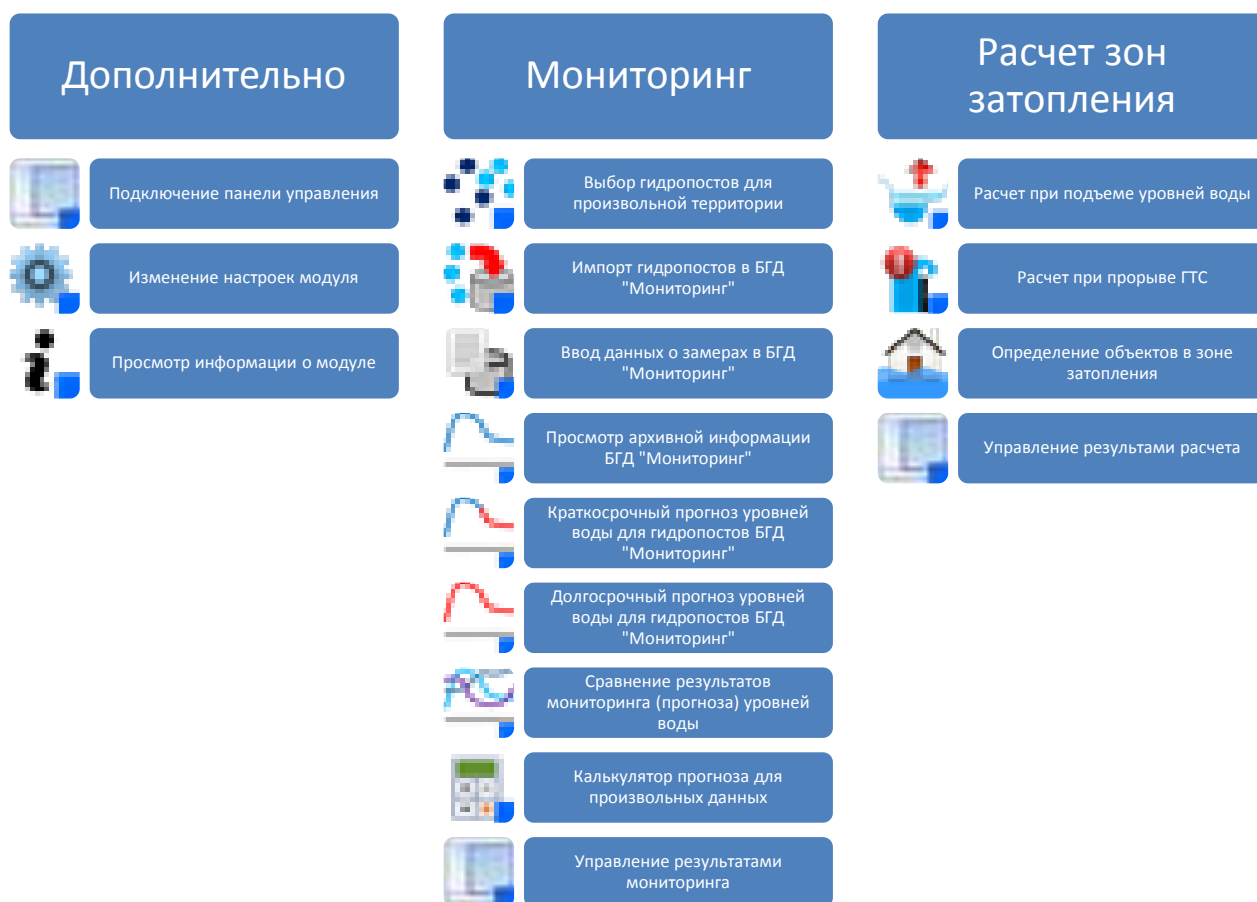 Дополнительно
Подключение панели управления
Изменение настроек модуля
Просмотр информации о модуле
Мониторинг
Выбор гидропостов для
произвольной территории
Импорт гидропостов в БГД
"Мониторинг"
Ввод данных о замерах в БГД
"Мониторинг"
Просмотр архивной информации
БГД "Мониторинг"
Краткосрочный прогноз уровней
воды для гидропостов БГД
"Мониторинг"
Долгосрочный прогноз уровней
воды для гидропостов БГД
"Мониторинг"
Сравнение результатов
мониторинга (прогноза) уровней
воды
Калькулятор прогноза для
произвольных данных
Управление результатами
мониторинга
Расчет зон
затопления
Расчет при подъеме уровней воды
Расчет при прорыве ГТС
Определение объектов в зоне
затопления
Управление результами расчета